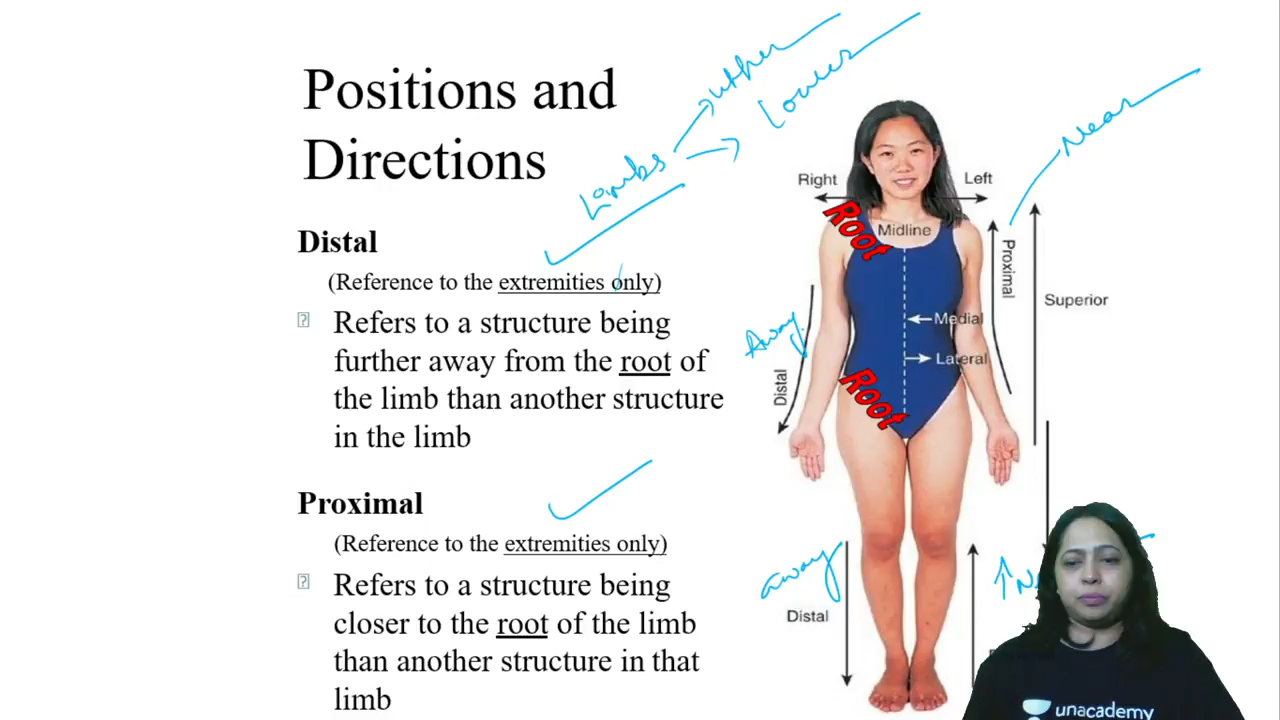 Positions and
Directions
Limbs
upper
Lower
Near
Distal
(Reference to the extremities only)
Refers to a structure being
further away from the root of
the limb than another structure
in the limb
Proximal
(Reference to the extremities only)
Refers to a structure being
closer to the root of the limb
than another structure in that
limb
Right
Left
Root
Midline
Proximal
Superior
Medial
Lateral
Away
Distal
Root
away
Distal
unacademy